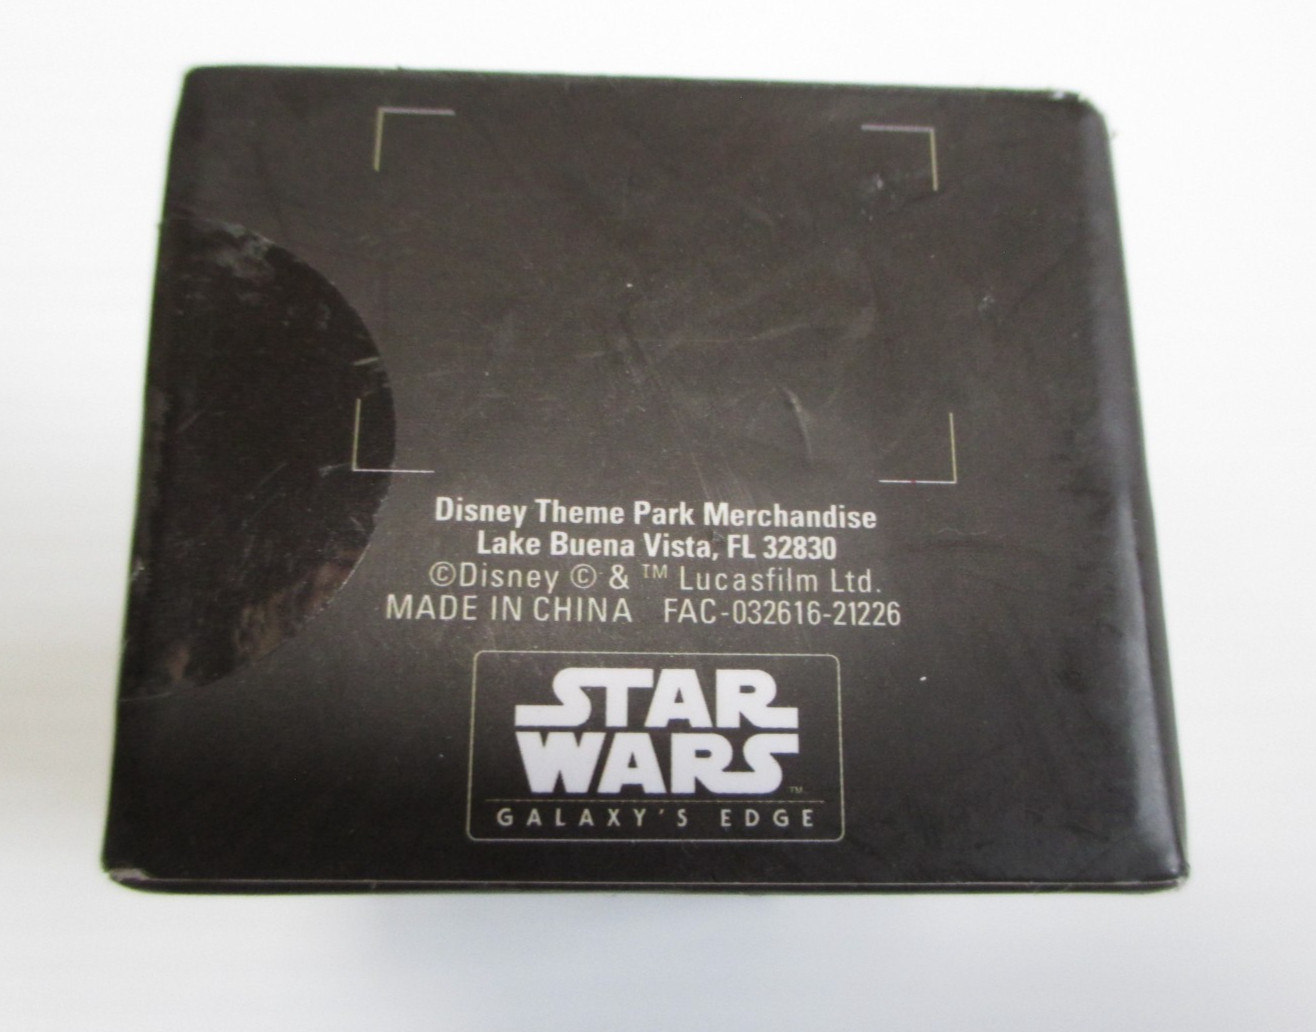 Disney Theme Park Merchandise
Lake Buena Vista, FL 32830
©Disney © & ™ Lucasfilm Ltd.
MADE IN CHINA FAC-032616-21226
STAR
WARS™
GALAXY'S EDGE